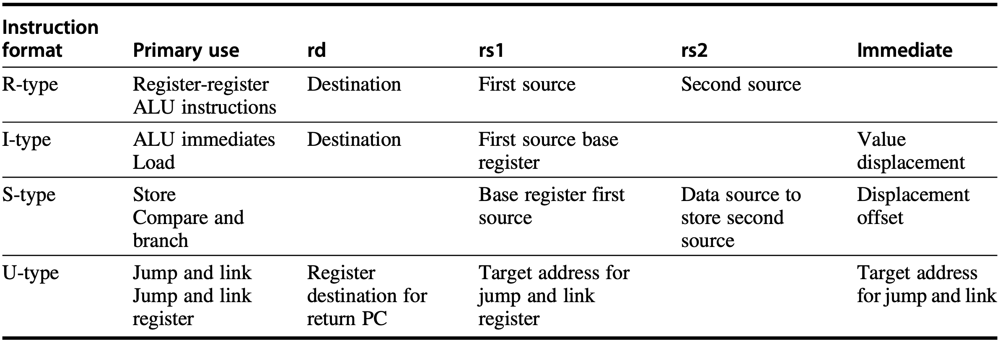 Instruction
format Primary use rd rs1 rs2 Immediate
R-type Register-register Destination First source Second source
ALU instructions
I-type ALU immediates Destination First source base Value
Load register displacement
S-type Store Base register first Data source to Displacement
Compare and source store second offset
branch source
U-type Jump and link Register Target address for Target address
Jump and link destination for jump and link for jump and link
register return PC register